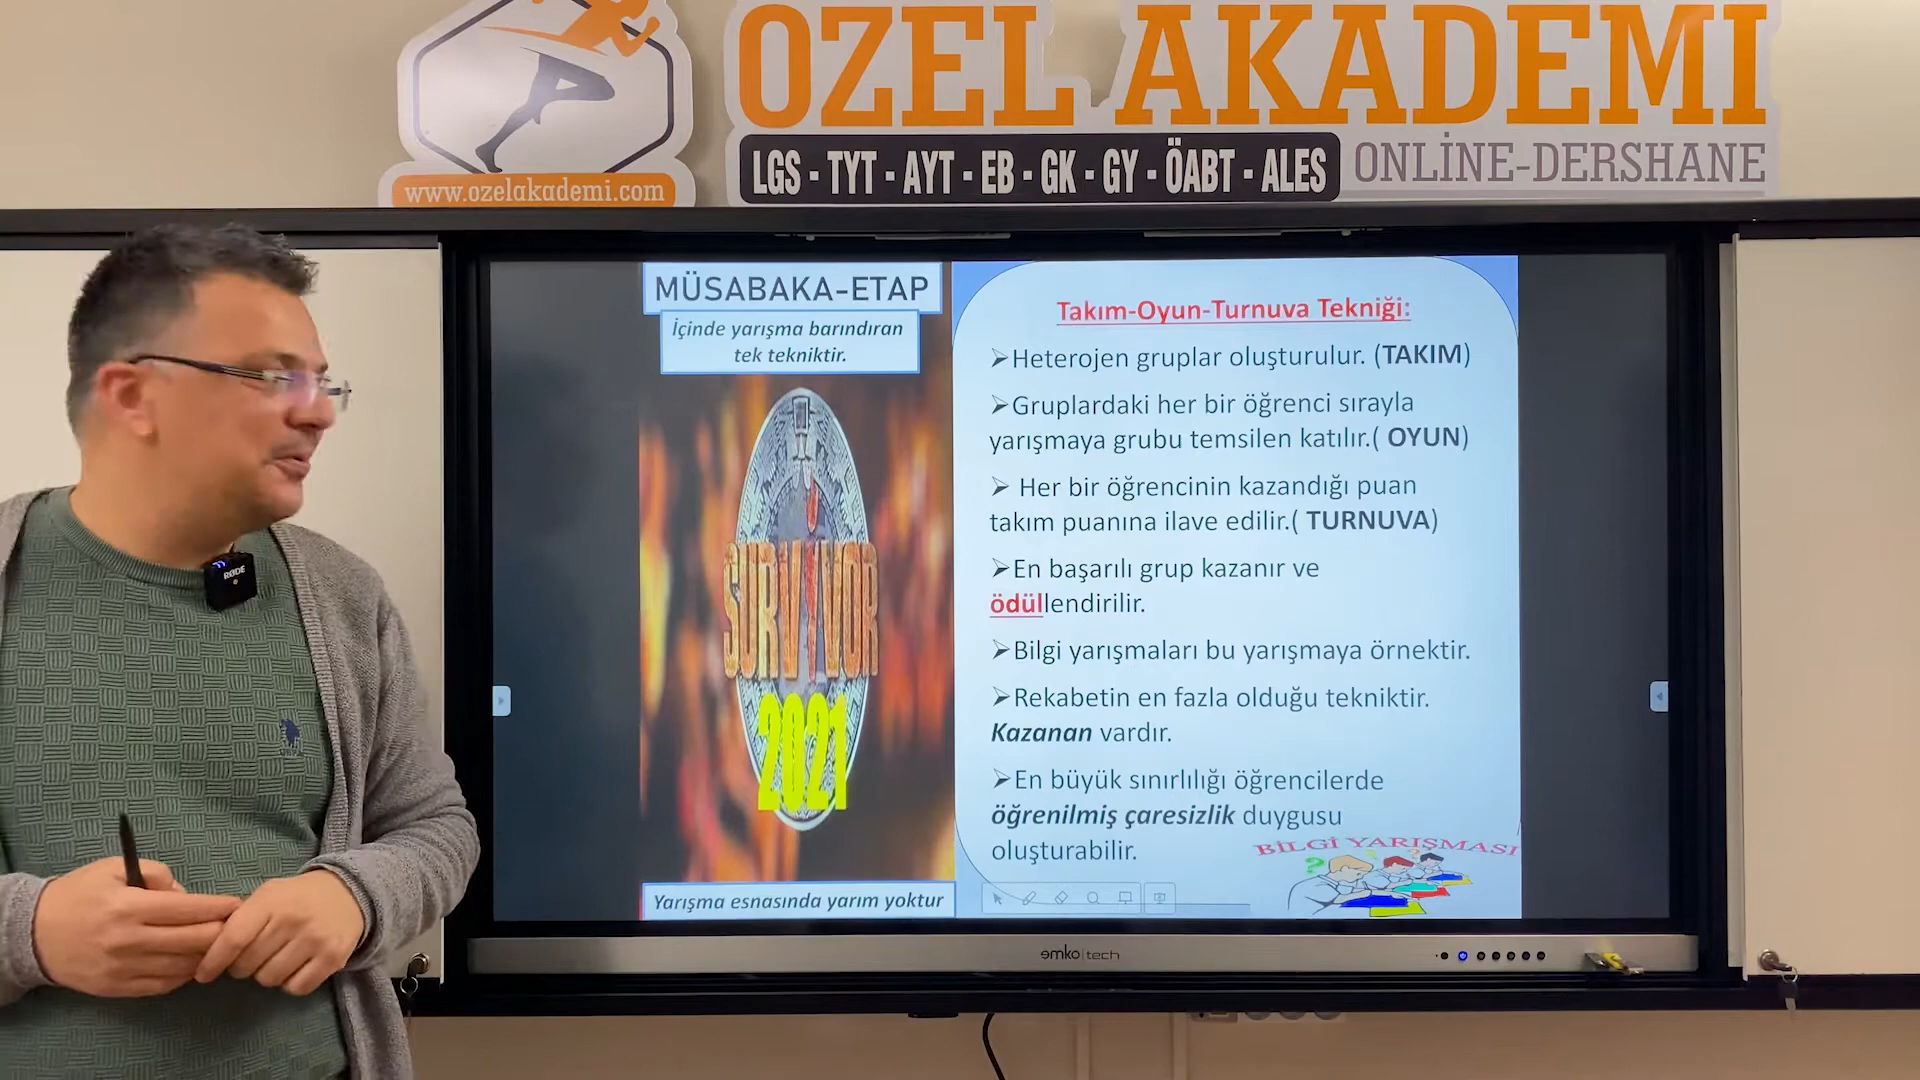 OZEL AKADEMİ
LGS - TYT - AYT - EB - GK - GY - ÖABT - ALES
ONLİNE-DERSHANE
www.ozelakademi.com
MÜSABAKA-ETAP
İçinde yarışma barındıran
tek tekniktir.
SURVIVOR
2021
Yarışma esnasında yarım yoktur
Takım-Oyun-Turnuva Tekniği:
➢Heterojen gruplar oluşturulur. (TAKIM)
➢Gruplardaki her bir öğrenci sırayla
yarışmaya grubu temsilen katılır.( OYUN)
➢ Her bir öğrencinin kazandığı puan
takım puanına ilave edilir.( TURNUVA)
➢En başarılı grup kazanır ve
ödüllendirilir.
➢Bilgi yarışmaları bu yarışmaya örnektir.
➢Rekabetin en fazla olduğu tekniktir.
Kazanan vardır.
➢En büyük sınırlılığı öğrencilerde
öğrenilmiş çaresizlik duygusu
oluşturabilir.
BİLGİ YARIŞMASI
RØDE
emko|tech